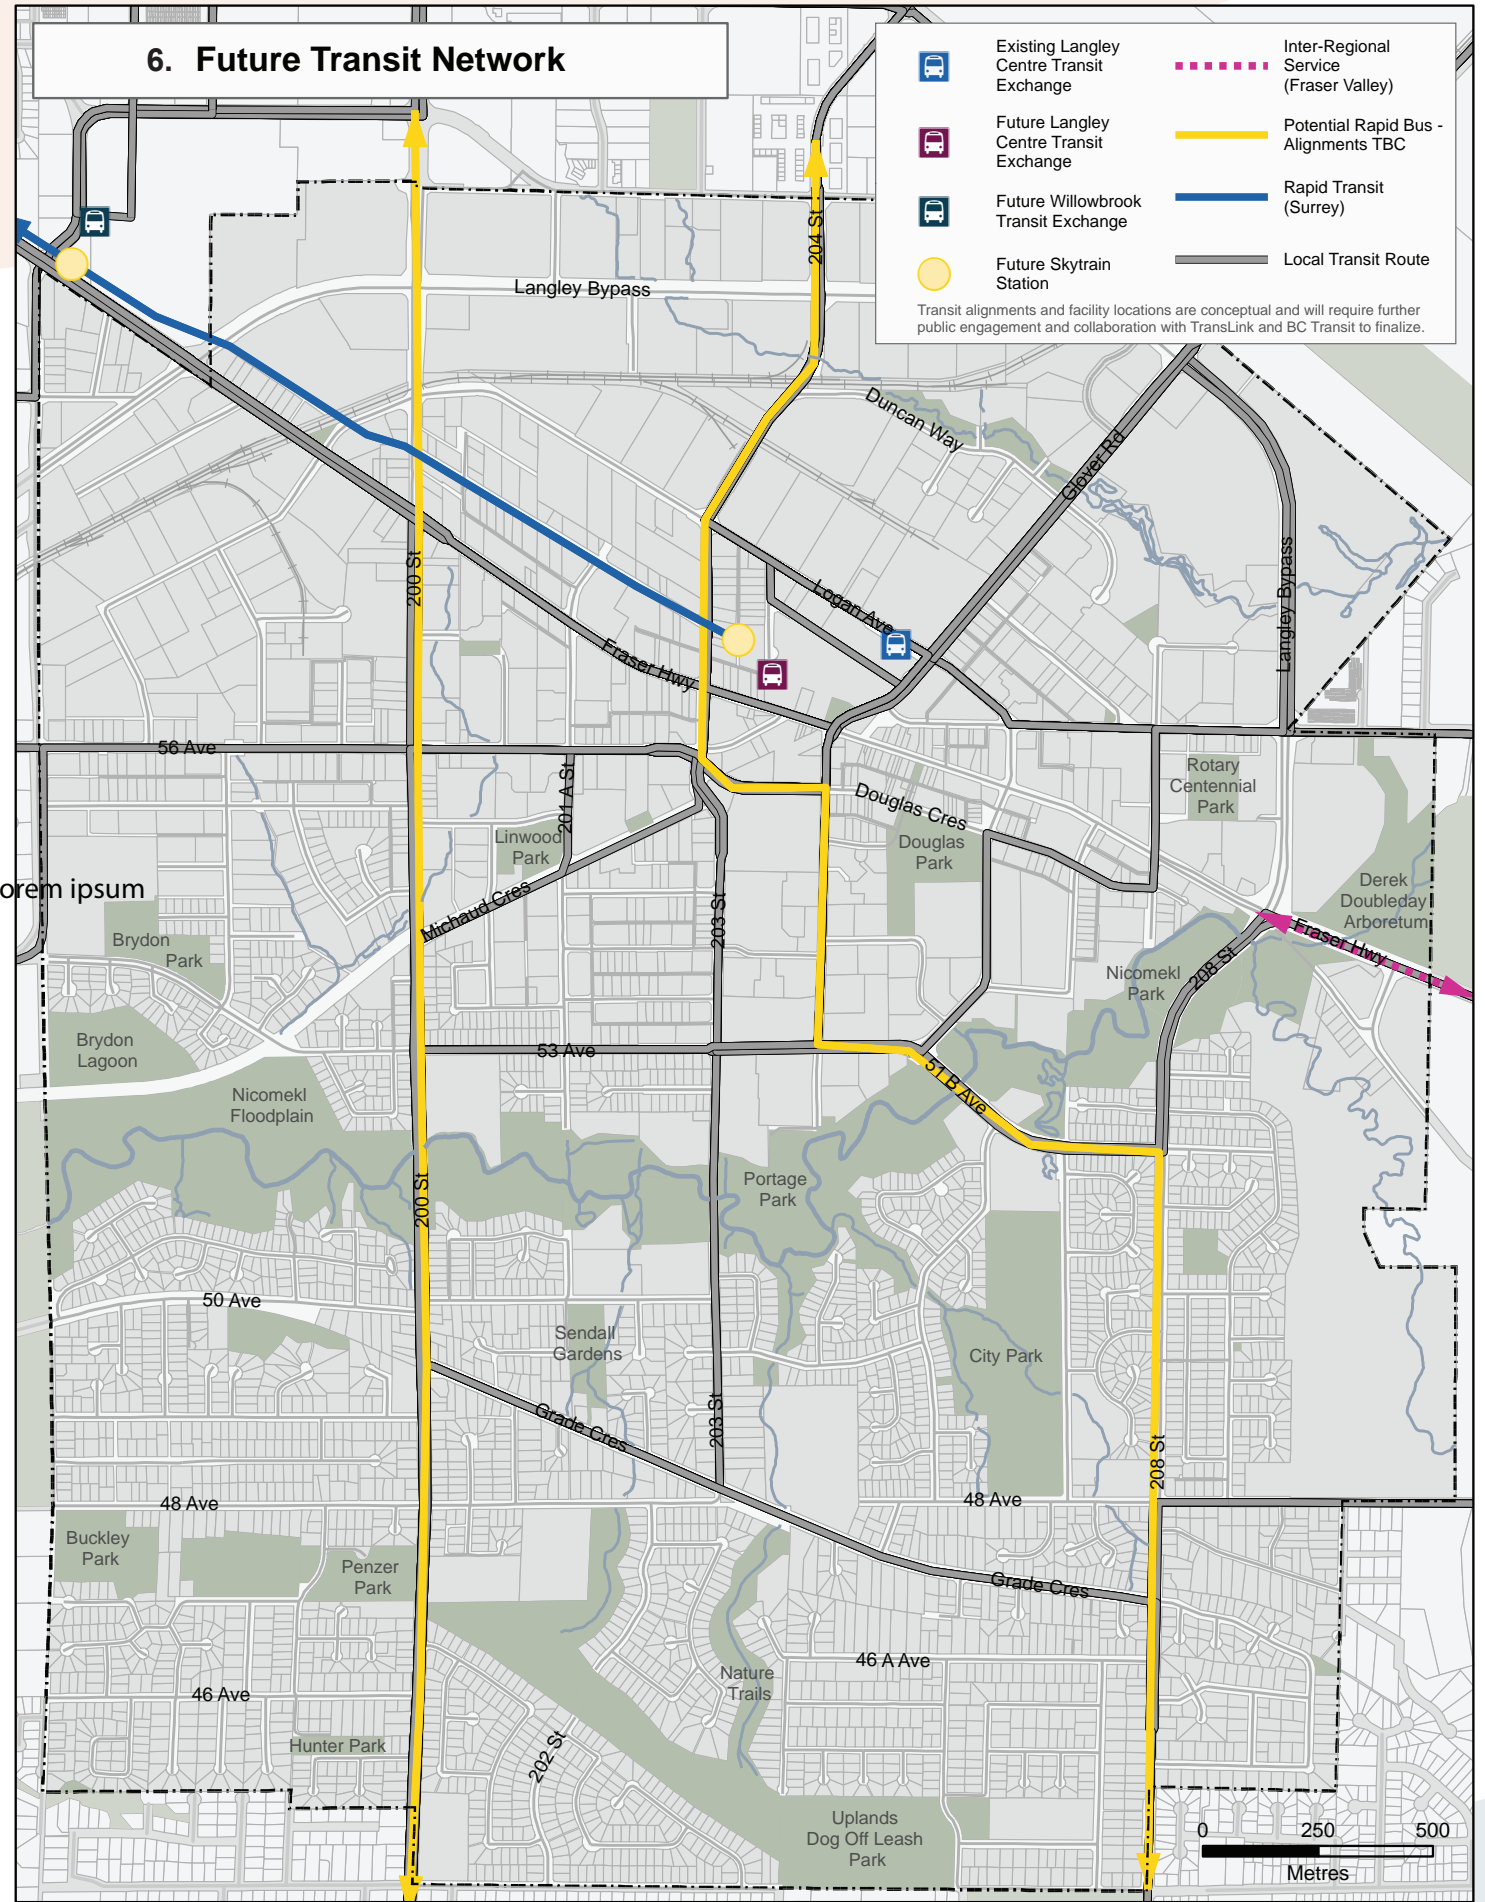 6. Future Transit Network
Existing Langley
Centre Transit
Exchange
Future Langley
Centre Transit
Exchange
Future Willowbrook
Transit Exchange
Future Skytrain
Station
Inter-Regional
Service
(Fraser Valley)
Potential Rapid Bus -
Alignments TBC
Rapid Transit
(Surrey)
Local Transit Route
Transit alignments and facility locations are conceptual and will require further
public engagement and collaboration with TransLink and BC Transit to finalize.
204 St
Langley Bypass
Duncan Way
Glover Rd
200 St
Langley Bypass
Logan Ave
Fraser Hwy
56 Ave
201 A St
Rotary
Centennial
Park
Douglas Cres
Linwood
Park
Douglas
Park
orem ipsum
Michaud Cres
203 St
Derek
Doubleday
Arboretum
Brydon
Park
Fraser Hwy
208 St
Nicomekl
Park
Brydon
Lagoon
53 Ave
51 B Ave
Nicomekl
Floodplain
200 St
Portage
Park
50 Ave
Sendall
Gardens
City Park
Grade Cres
203 St
208 St
48 Ave
48 Ave
Buckley
Park
Penzer
Park
Grade Cres
46 A Ave
Nature
Trails
46 Ave
Hunter Park
202 St
Uplands
Dog Off Leash
Park
0 250 500
Metres